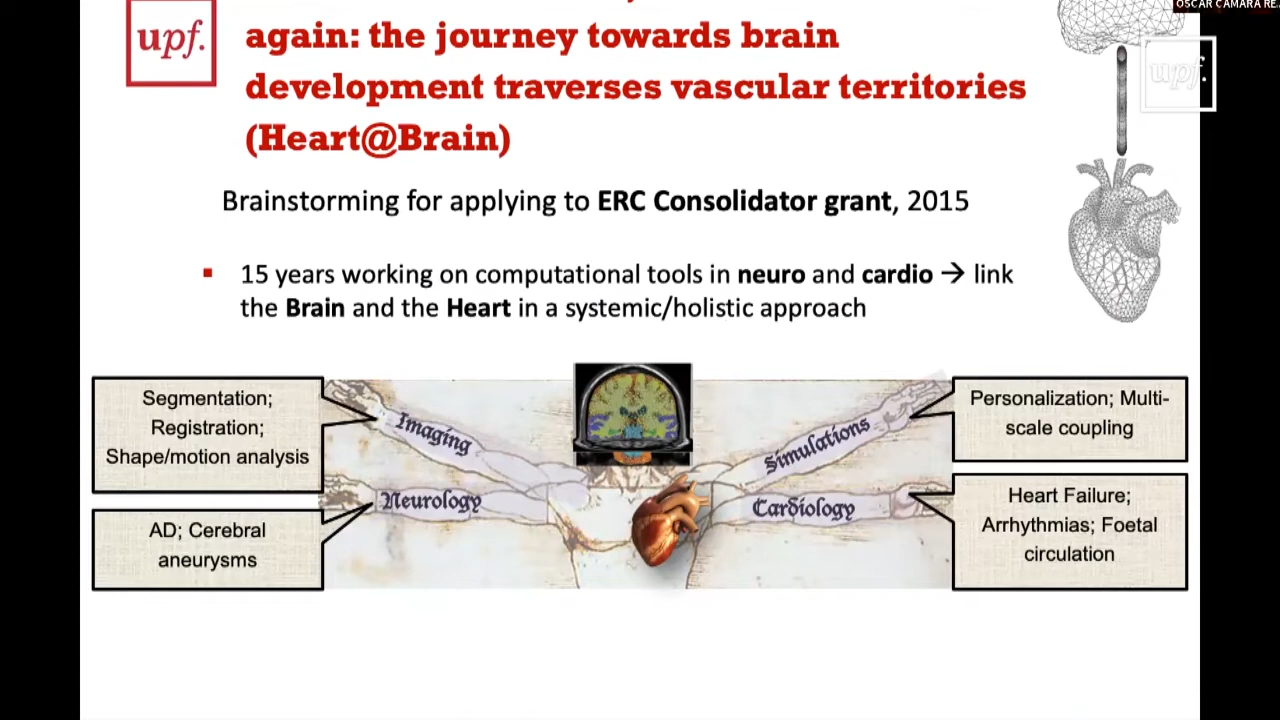 OSCAR CAMARA RE
upf.
again: the journey towards brain
development traverses vascular territories
(Heart@Brain)
upf.
Brainstorming for applying to ERC Consolidator grant, 2015
▪ 15 years working on computational tools in neuro and cardio → link
the Brain and the Heart in a systemic/holistic approach
Segmentation;
Registration;
Shape/motion analysis
AD; Cerebral
aneurysms
Imaging
Neurology
Simulations
Cardiology
Personalization; Multi-
scale coupling
Heart Failure;
Arrhythmias; Foetal
circulation